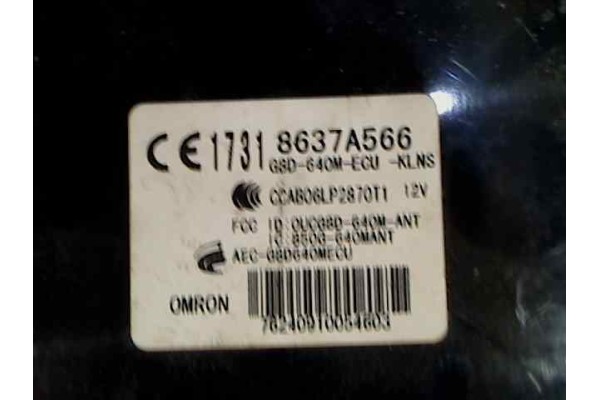 CE 1731 8637A566
G8D-640M-ECU -KLNS
CCAB06LP2870T1 12V
FCC ID:OUCG8D-640M-ANT
IC:850G-640MANT
AEC-G8D640MECU
OMRON
76240910054603